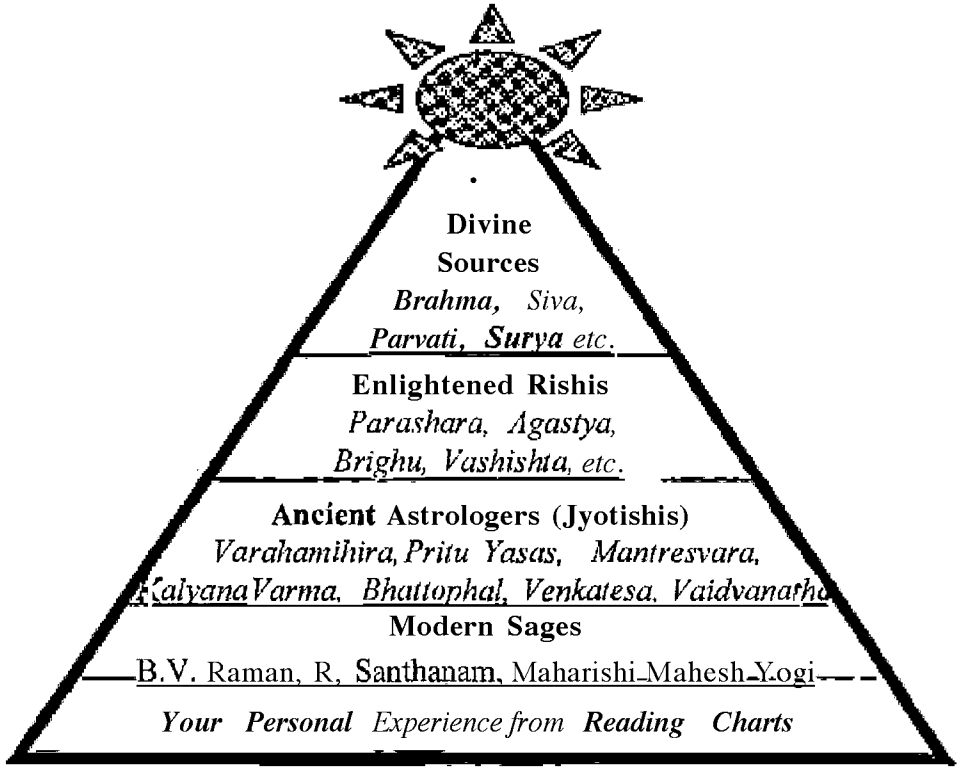 Divine
Sources
Brahma, Siva,
Parvati, Surya etc.
Enlightened Rishis
Parashara, Agastya,
Brighu, Vashishta, etc.
Ancient Astrologers (Jyotishis)
Varahamihira, Pritu Yasas, Mantresvara,
Kalyana Varma, Bhattophal, Venkatesa. Vaidvanatha
Modern Sages
B.V. Raman, R, Santhanam, Maharishi Mahesh Yogi
Your Personal Experience from Reading Charts